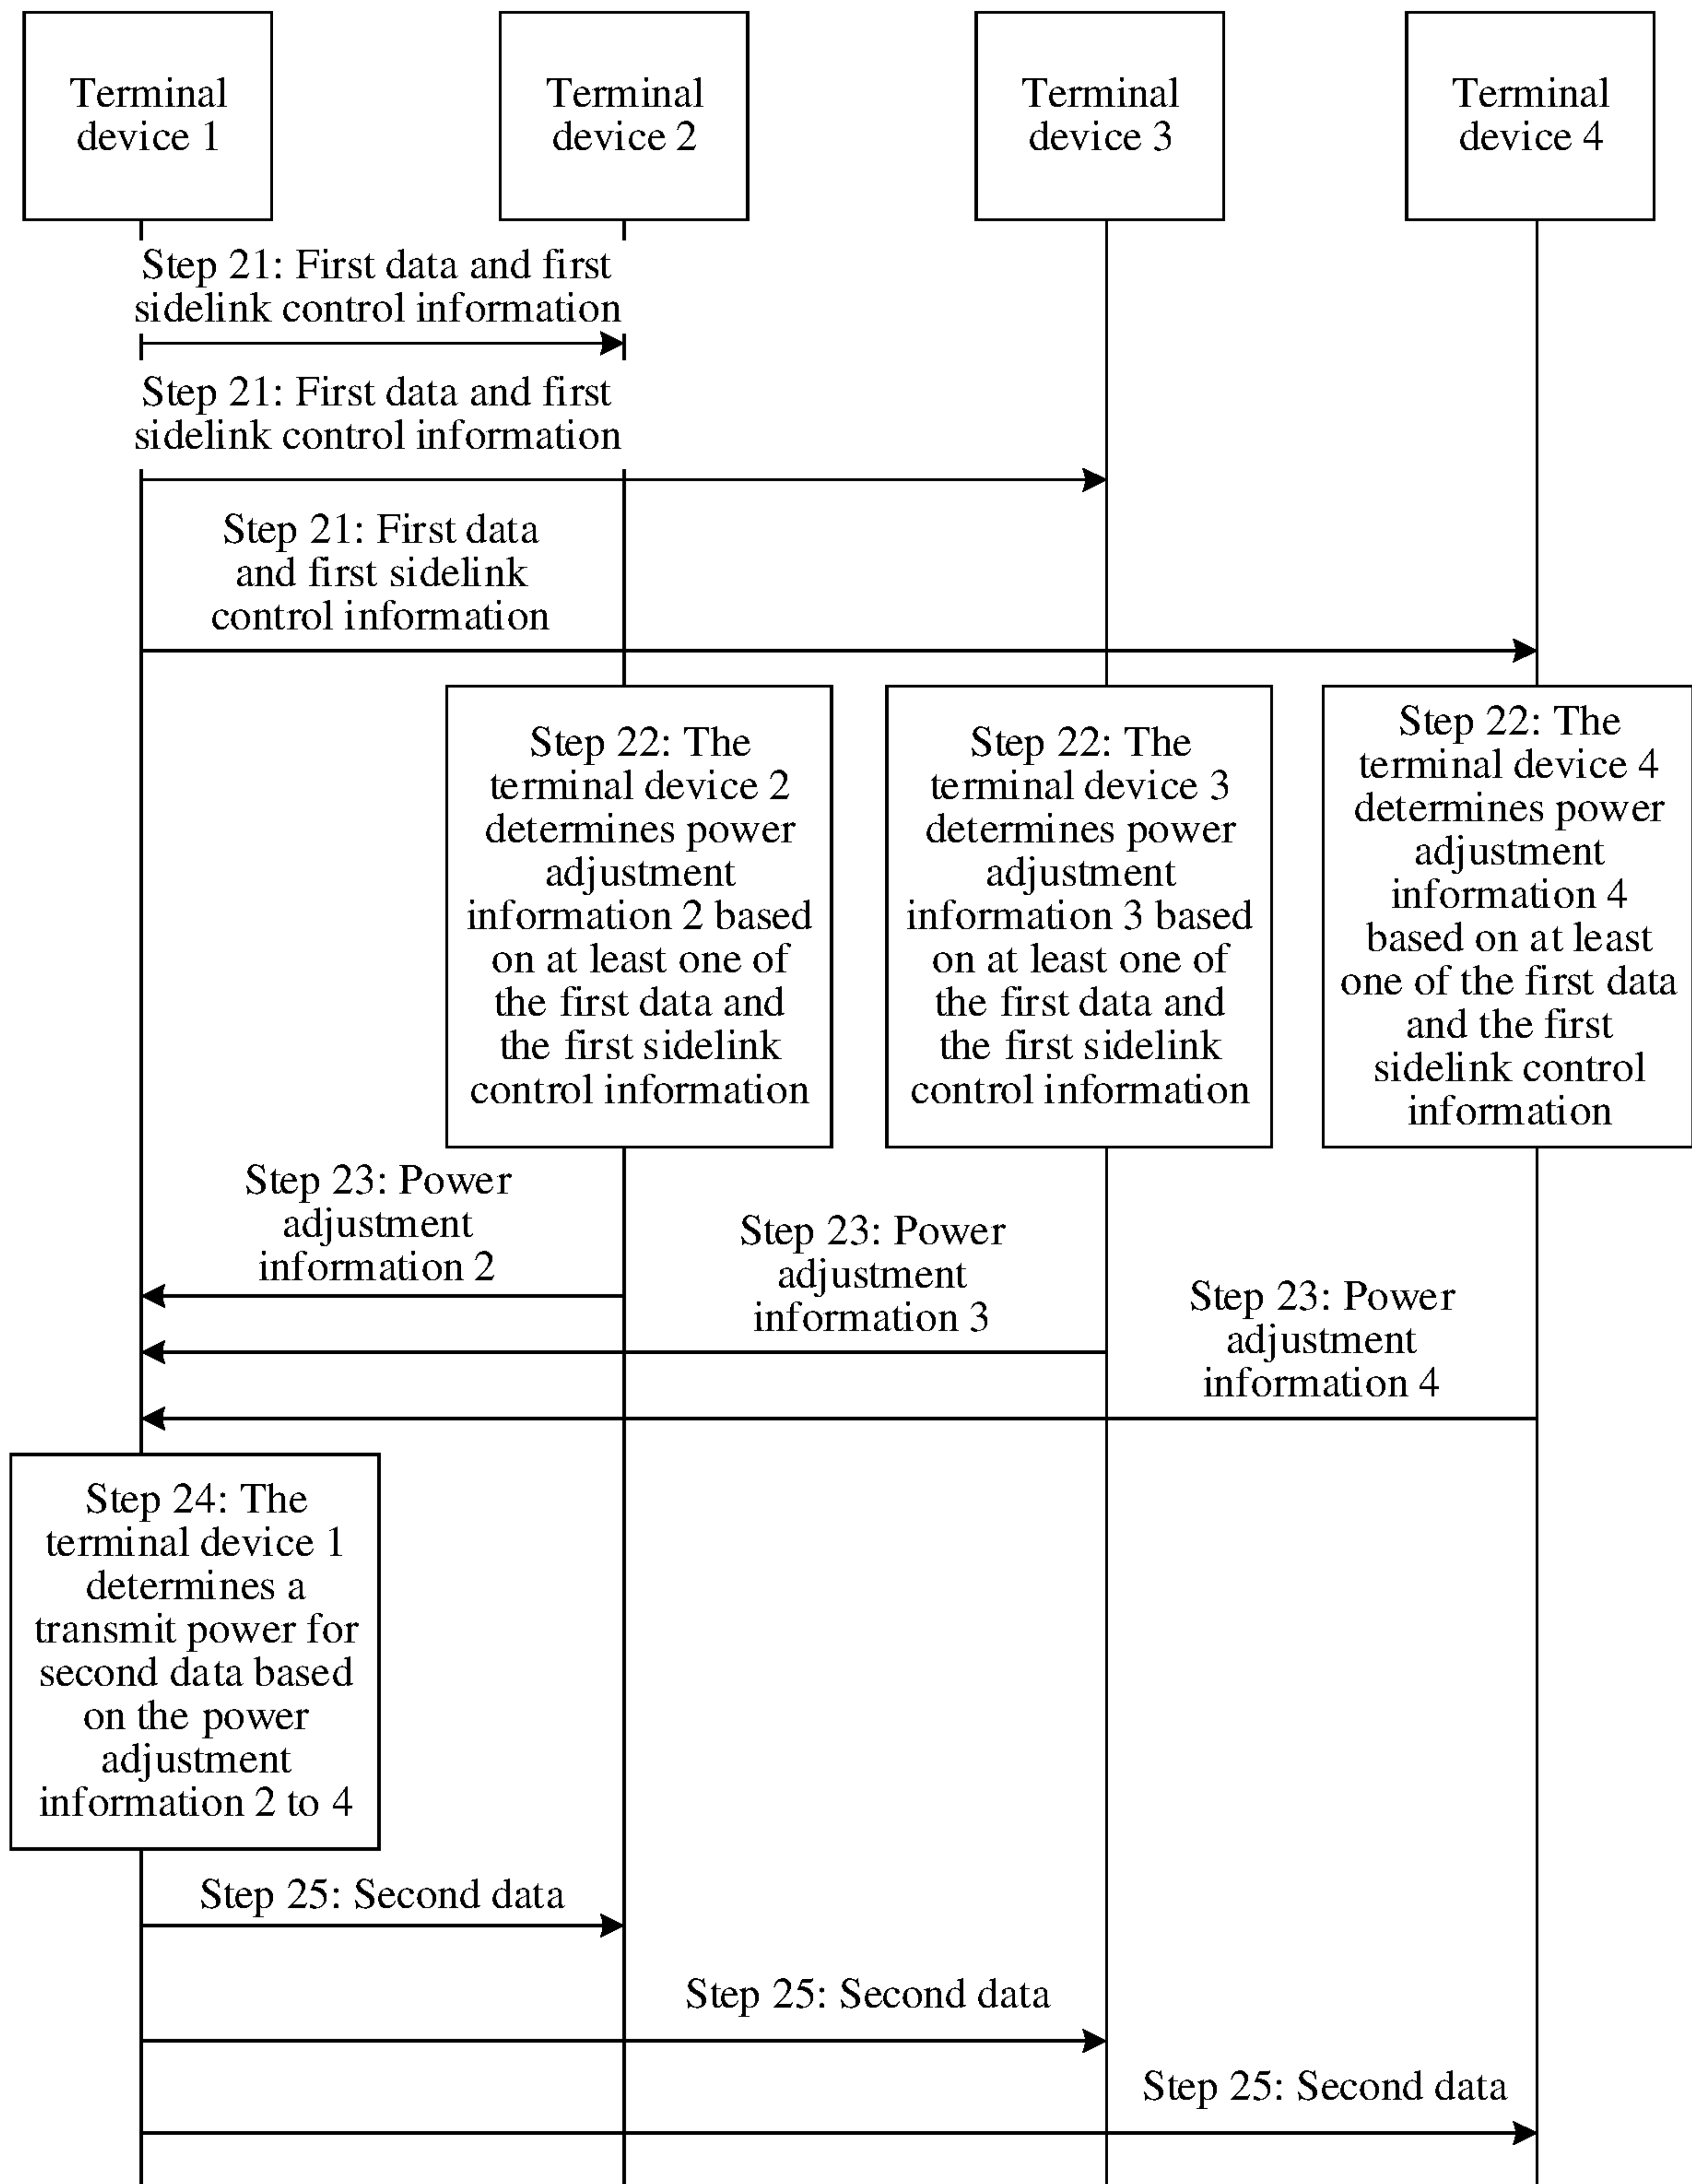 Terminal
device 1
Terminal
device 2
Terminal
device 3
Terminal
device 4
Step 21: First data and first
sidelink control information
Step 21: First data and first
sidelink control information
Step 21: First data
and first sidelink
control information
Step 22: The
terminal device 2
determines power
adjustment
information 2 based
on at least one of
the first data and
the first sidelink
control information
Step 22: The
terminal device 3
determines power
adjustment
information 3 based
on at least one of
the first data and
the first sidelink
control information
Step 22: The
terminal device 4
determines power
adjustment
information 4
based on at least
one of the first data
and the first
sidelink control
information
Step 23: Power
adjustment
information 2
Step 23: Power
adjustment
information 3
Step 23: Power
adjustment
information 4
Step 24: The
terminal device 1
determines a
transmit power for
second data based
on the power
adjustment
information 2 to 4
Step 25: Second data
Step 25: Second data
Step 25: Second data